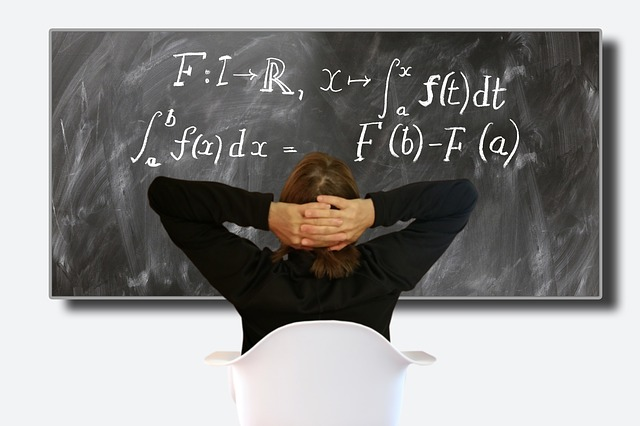 F : I → ℝ, x ↦ ∫ₐˣ f(t) dt
∫ₐᵇ f(x) dx = F(b) - F(a)